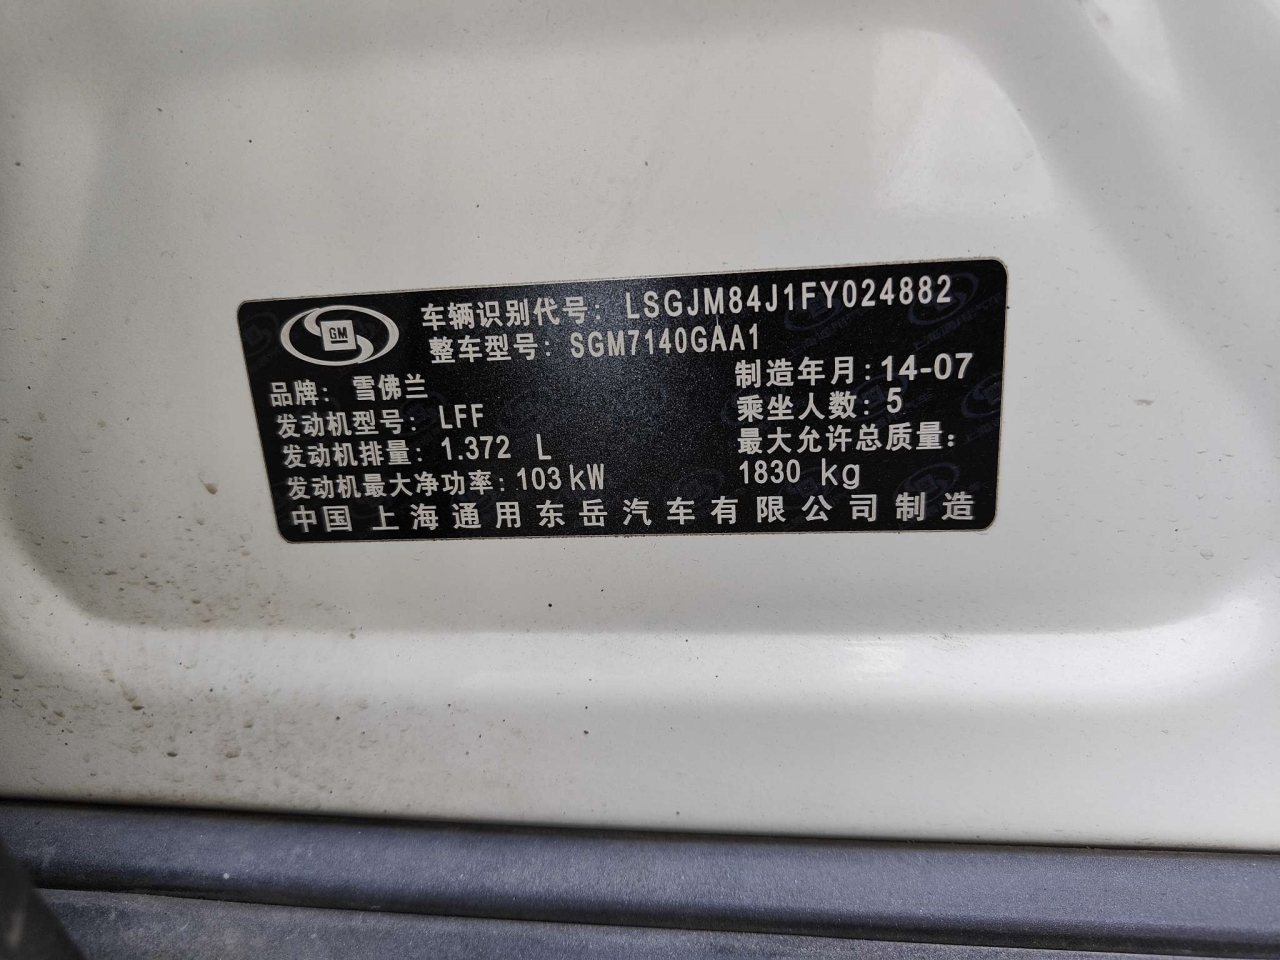 GM
车辆识别代号: LSGJM84J1FY024882
整车型号: SGM7140GAA1
品牌: 雪佛兰
制造年月: 14-07
发动机型号: LFF
乘坐人数: 5
发动机排量: 1.372 L
最大允许总质量:
1830 kg
发动机最大净功率: 103 kW
中国 上海通用东岳汽车有限公司制造